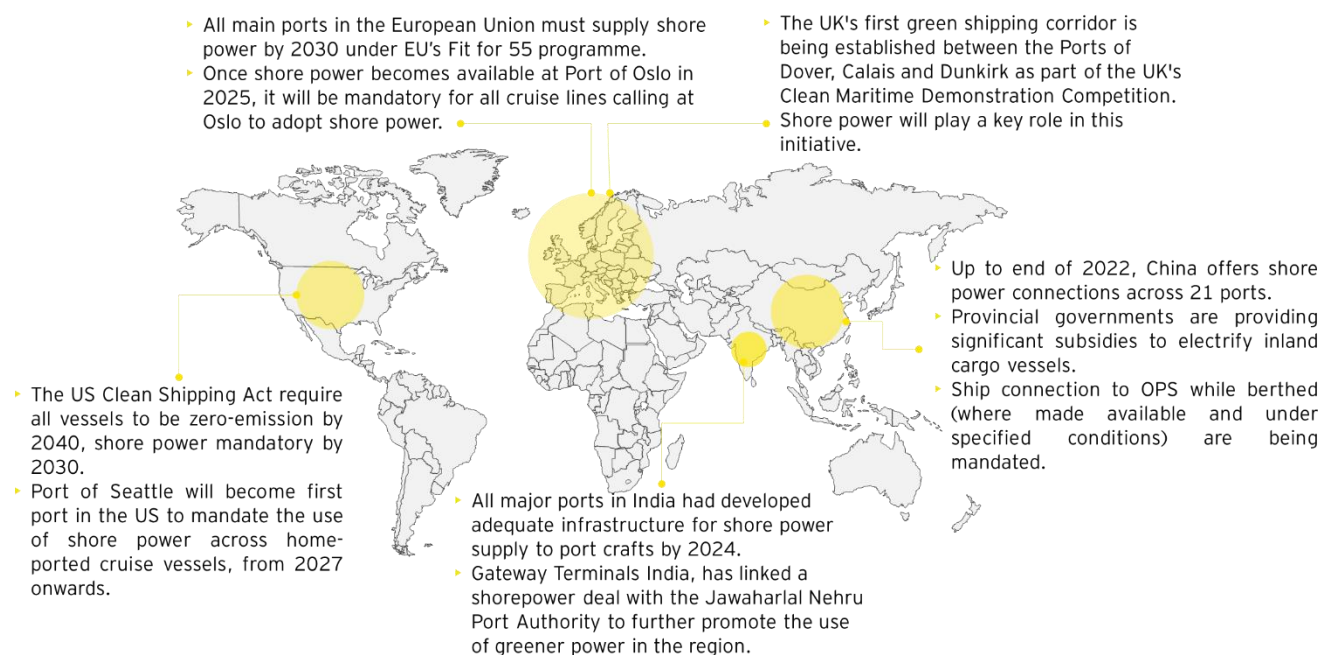 All main ports in the European Union must supply shore
power by 2030 under EU's Fit for 55 programme.
Once shore power becomes available at Port of Oslo in
2025, it will be mandatory for all cruise lines calling at
Oslo to adopt shore power.
The UK's first green shipping corridor is
being established between the Ports of
Dover, Calais and Dunkirk as part of the UK's
Clean Maritime Demonstration Competition.
Shore power will play a key role in this
initiative.
Up to end of 2022, China offers shore
power connections across 21 ports.
Provincial governments are providing
significant subsidies to electrify inland
cargo vessels.
Ship connection to OPS while berthed
(where made available and under
specified conditions) are being
mandated.
The US Clean Shipping Act require
all vessels to be zero-emission by
2040, shore power mandatory by
2030.
Port of Seattle will become first
port in the US to mandate the use
of shore power across home-
ported cruise vessels, from 2027
onwards.
All major ports in India had developed
adequate infrastructure for shore power
supply to port crafts by 2024.
Gateway Terminals India, has linked a
shorepower deal with the Jawaharlal Nehru
Port Authority to further promote the use
of greener power in the region.